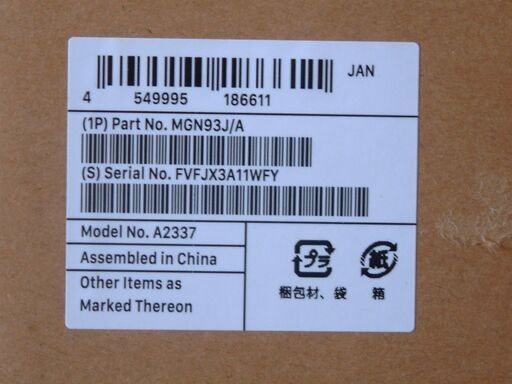 JAN
4 549995 186611
(1P) Part No. MGN93J/A
(S) Serial No. FVFJX3A11WFY
Model No. A2337
Assembled in China
Other Items as
Marked Thereon
プラ 紙
梱包材、袋 箱